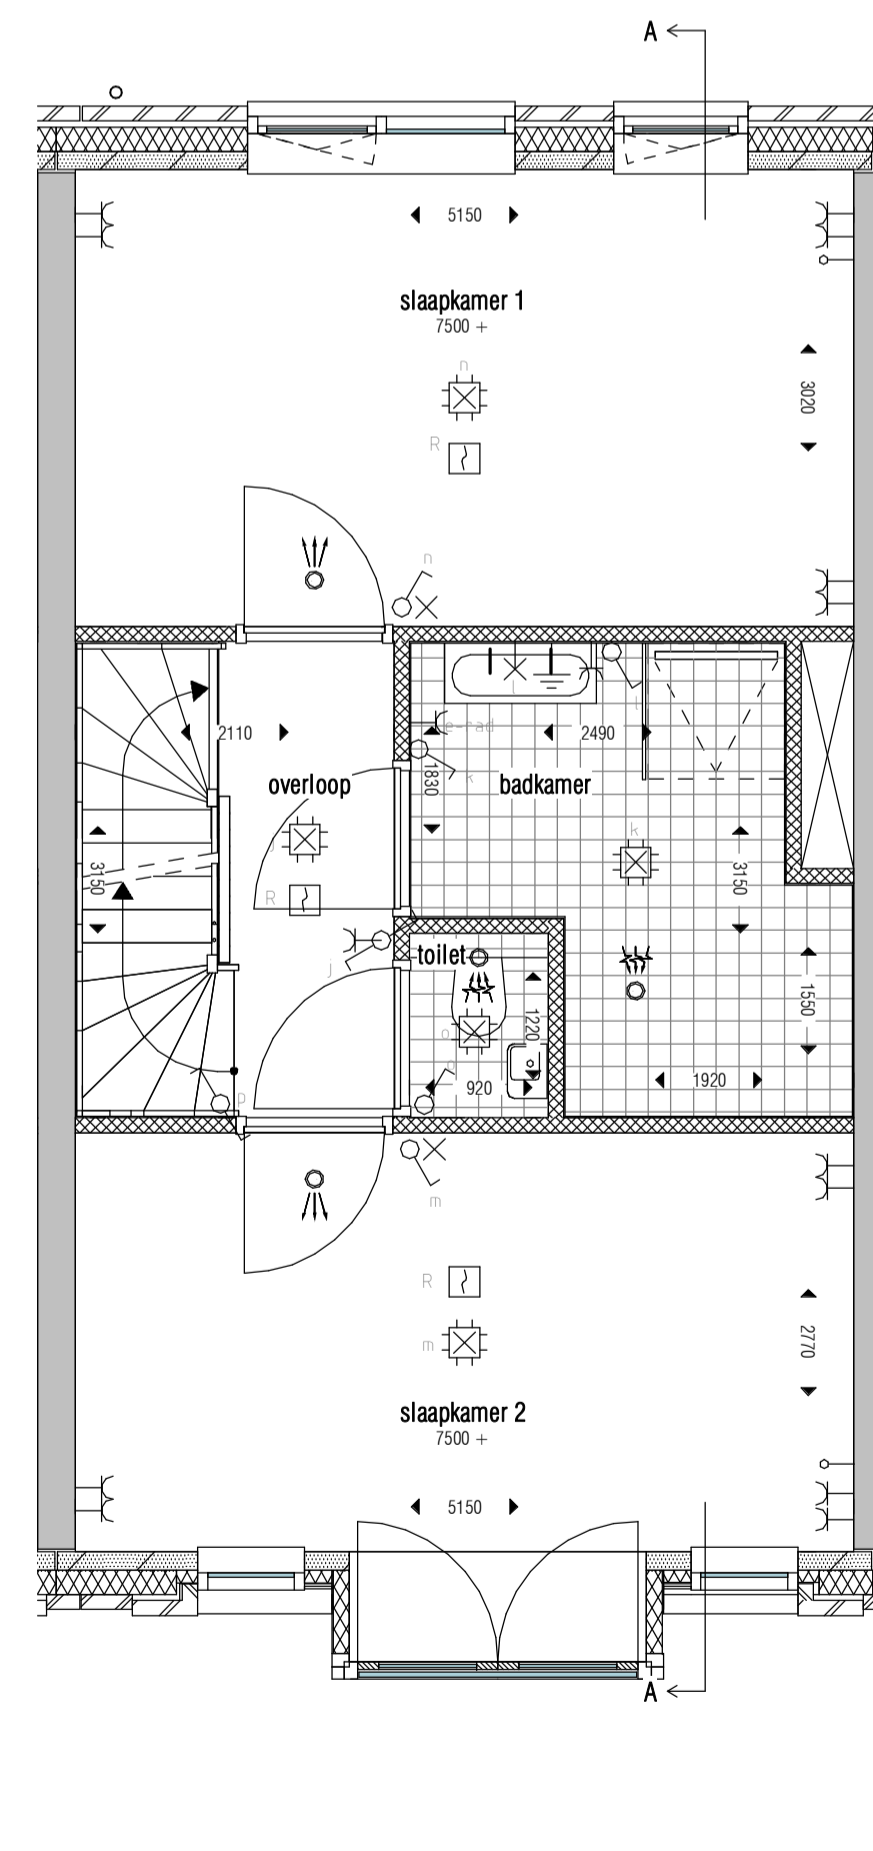 A
5150
slaapkamer 1
7500 +
n
3020
R
n
l
l
e-rad
2110
2490
k
1830
overloop
badkamer
j
k
3150
3150
R
toilet
j
1550
1220
o
o
920
1920
p
m
R
2770
m
slaapkamer 2
7500 +
5150
A